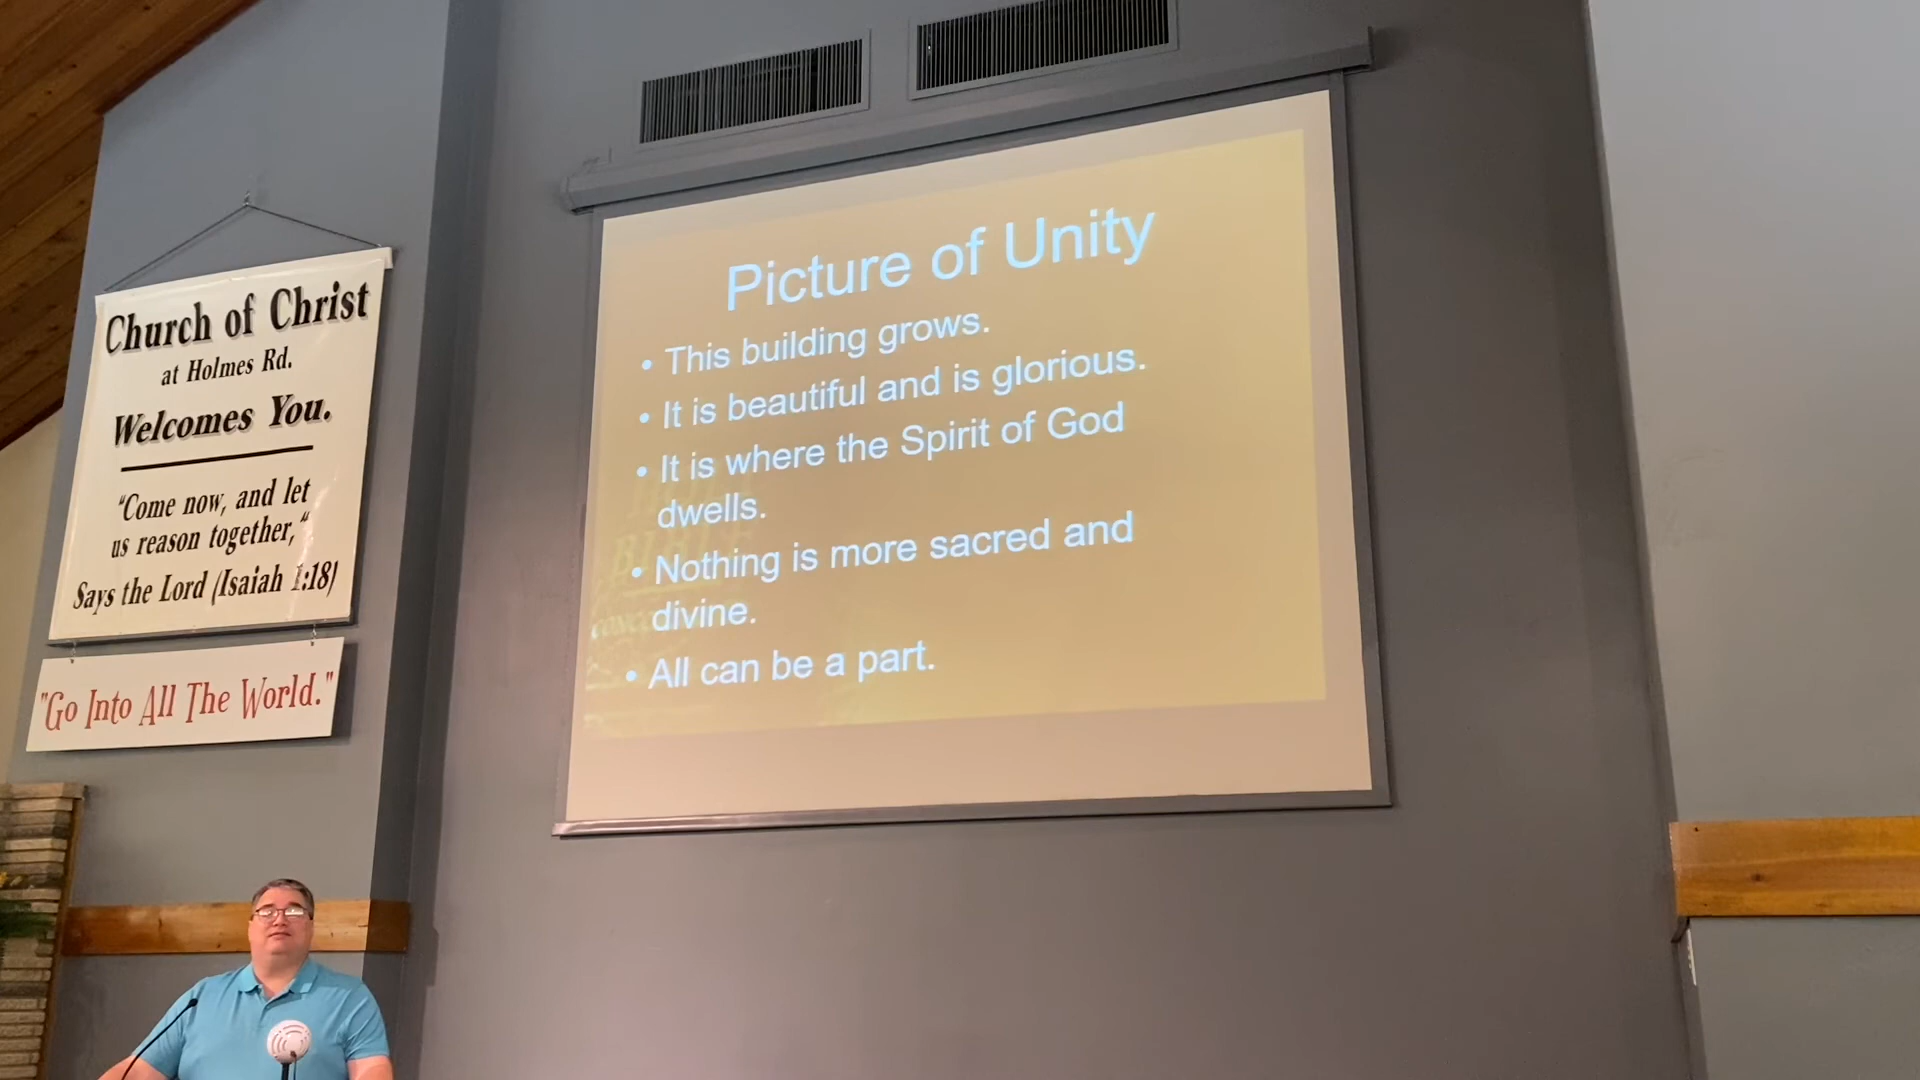 Church of Christ
at Holmes Rd.
Welcomes You.
"Come now, and let
us reason together,"
Says the Lord (Isaiah 1:18)
"Go Into All The World."
Picture of Unity
• This building grows.
• It is beautiful and is glorious.
• It is where the Spirit of God
dwells.
• Nothing is more sacred and
divine.
• All can be a part.
BIBLE